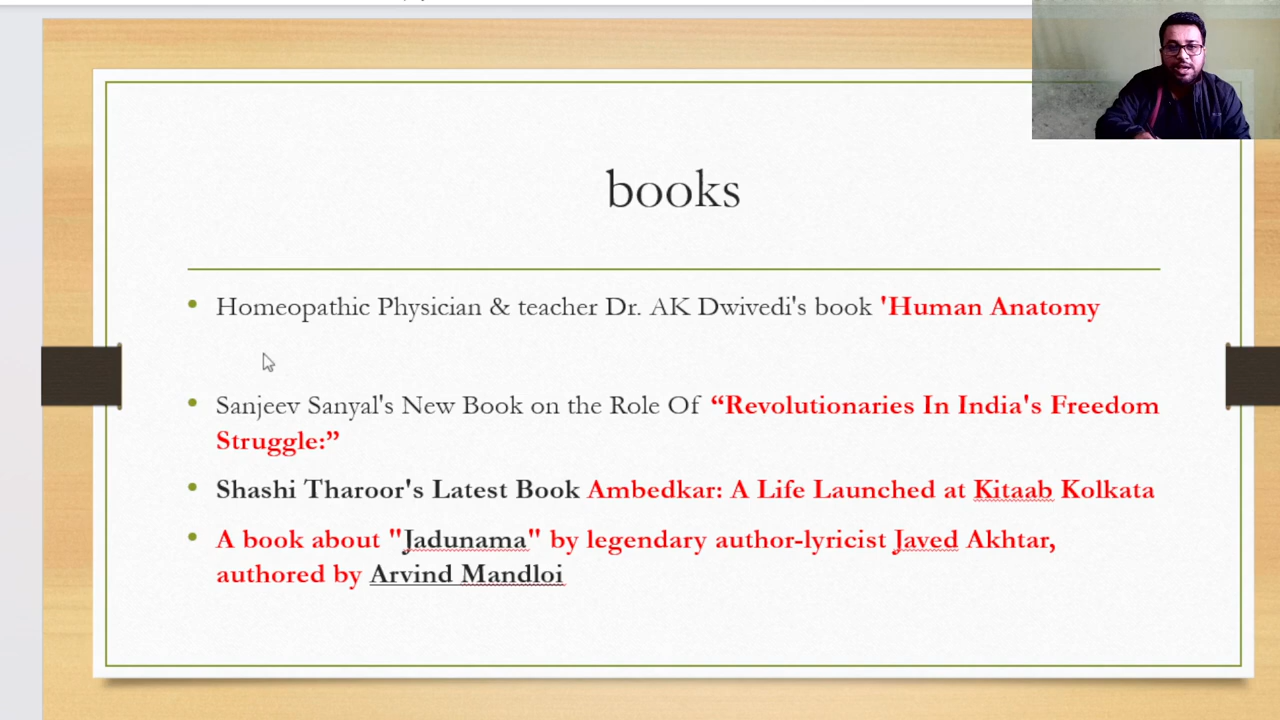 books
• Homeopathic Physician & teacher Dr. AK Dwivedi's book 'Human Anatomy
• Sanjeev Sanyal's New Book on the Role Of “Revolutionaries In India's Freedom
Struggle:”
• Shashi Tharoor's Latest Book Ambedkar: A Life Launched at Kitaab Kolkata
• A book about "Jadunama" by legendary author-lyricist Javed Akhtar,
authored by Arvind Mandloi